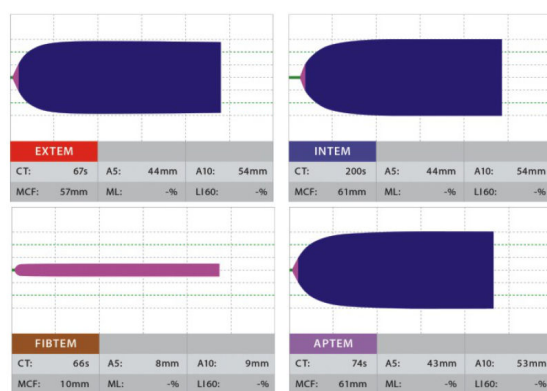 EXTEM
CT: 67s A5: 44mm A10: 54mm
MCF: 57mm ML: -% LI60: -%
INTEM
CT: 200s A5: 44mm A10: 54mm
MCF: 61mm ML: -% LI60: -%
FIBTEM
CT: 66s A5: 8mm A10: 9mm
MCF: 10mm ML: -% LI60: -%
APTEM
CT: 74s A5: 43mm A10: 53mm
MCF: 61mm ML: -% LI60: -%